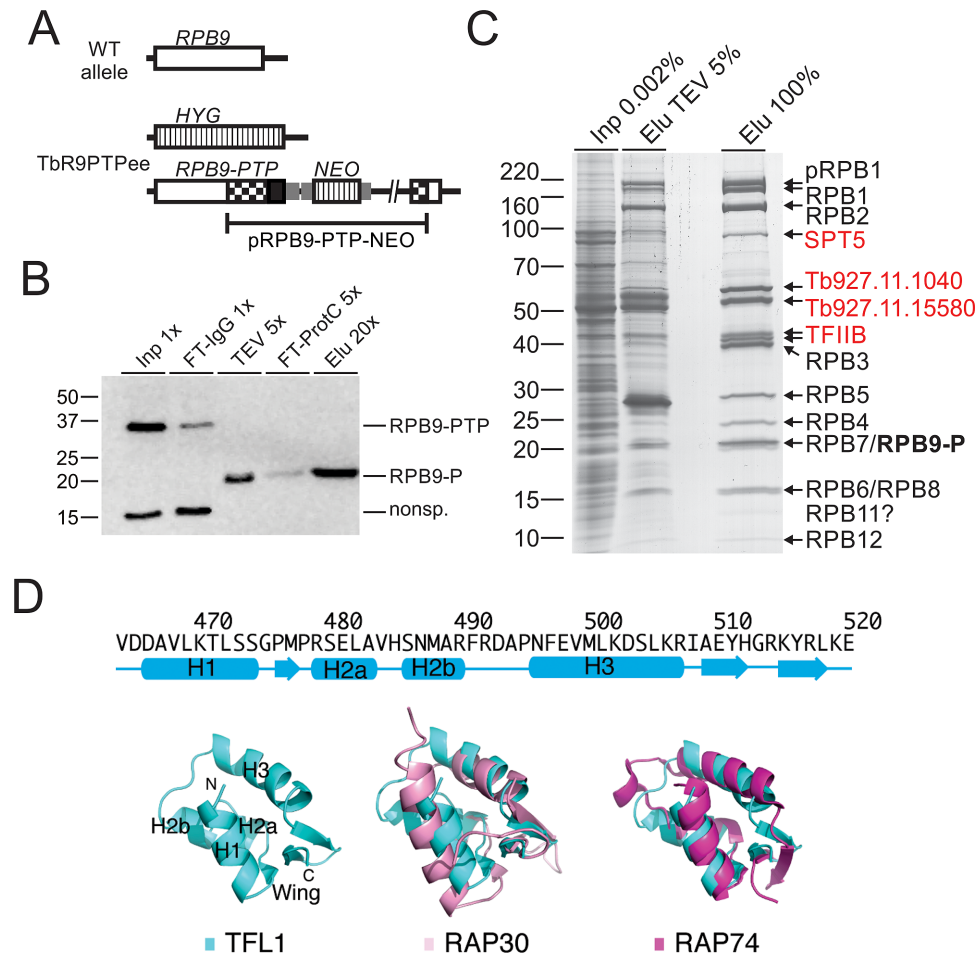 A
WT
allele
RPB9
TbR9PTPee
HYG
RPB9-PTP
NEO
pRPB9-PTP-NEO
B
Inp 1x
FT-IgG 1x
TEV 5x
FT-ProtC 5x
Elu 20x
50
37
25
20
15
RPB9-PTP
RPB9-P
nonsp.
C
Inp 0.002%
Elu TEV 5%
Elu 100%
220
160
100
70
50
40
30
25
20
15
10
pRPB1
RPB1
RPB2
SPT5
Tb927.11.1040
Tb927.11.15580
TFIIB
RPB3
RPB5
RPB4
RPB7/RPB9-P
RPB6/RPB8
RPB11?
RPB12
D
470 480 490 500 510 520
VDDAVLKTLSSGPMPRSELAVHSNMARFRDAPNFEVMLKDSLKRIAEYHGRKYRLKE
H1 H2a H2b H3
H3
N
H2b
H2a
H1
C
Wing
TFL1
RAP30
RAP74